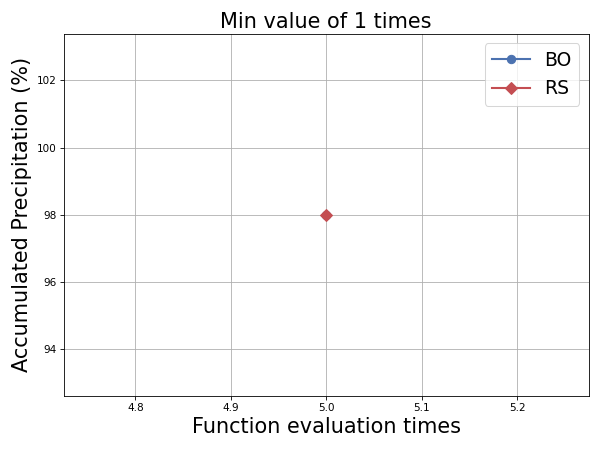 Min value of 1 times
BO
RS
Accumulated Precipitation (%)
102
100
98
96
94
4.8 4.9 5.0 5.1 5.2
Function evaluation times